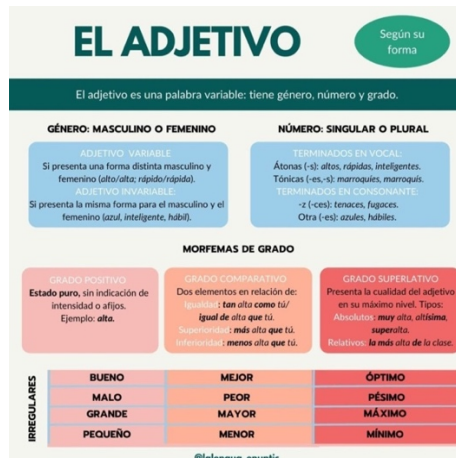 EL ADJETIVO
Según su
forma
El adjetivo es una palabra variable: tiene género, número y grado.
GÉNERO: MASCULINO O FEMENINO
ADJETIVO VARIABLE
Si presenta una forma distinta masculino y
femenino (alto/alta; rápido/rápida).
ADJETIVO INVARIABLE:
Si presenta la misma forma para el masculino y el
femenino (azul, inteligente, hábil).
NÚMERO: SINGULAR O PLURAL
TERMINADOS EN VOCAL:
Átonas (-s): altos, rápidas, inteligentes.
Tónicas (-es,-s): marroquíes, marroquís.
TERMINADOS EN CONSONANTE:
-z (-ces): tenaces, fugaces.
Otra (-es): azules, hábiles.
MORFEMAS DE GRADO
GRADO POSITIVO
Estado puro, sin indicación de
intensidad o afijos.
Ejemplo: alta.
GRADO COMPARATIVO
Dos elementos en relación de:
Igualdad: tan alta como tú/
igual de alta que tú.
Superioridad: más alta que tú.
Inferioridad: menos alta que tú.
GRADO SUPERLATIVO
Presenta la cualidad del adjetivo
en su máximo nivel. Tipos:
Absolutos: muy alta, altísima,
superalta.
Relativos: la más alta de la clase.
IRREGULARES
BUENO MEJOR ÓPTIMO
MALO PEOR PÉSIMO
GRANDE MAYOR MÁXIMO
PEQUEÑO MENOR MÍNIMO